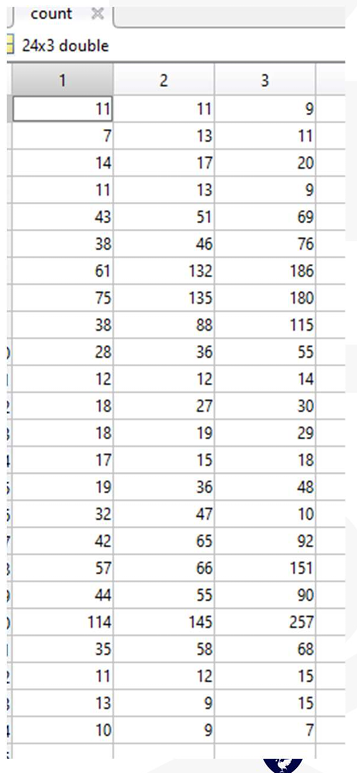 count
24x3 double
1 2 3
11 11 9
7 13 11
14 17 20
11 13 9
43 51 69
38 46 76
61 132 186
75 135 180
38 88 115
28 36 55
12 12 14
18 27 30
18 19 29
17 15 18
19 36 48
32 47 10
42 65 92
57 66 151
44 55 90
114 145 257
35 58 68
11 12 15
13 9 15
10 9 7